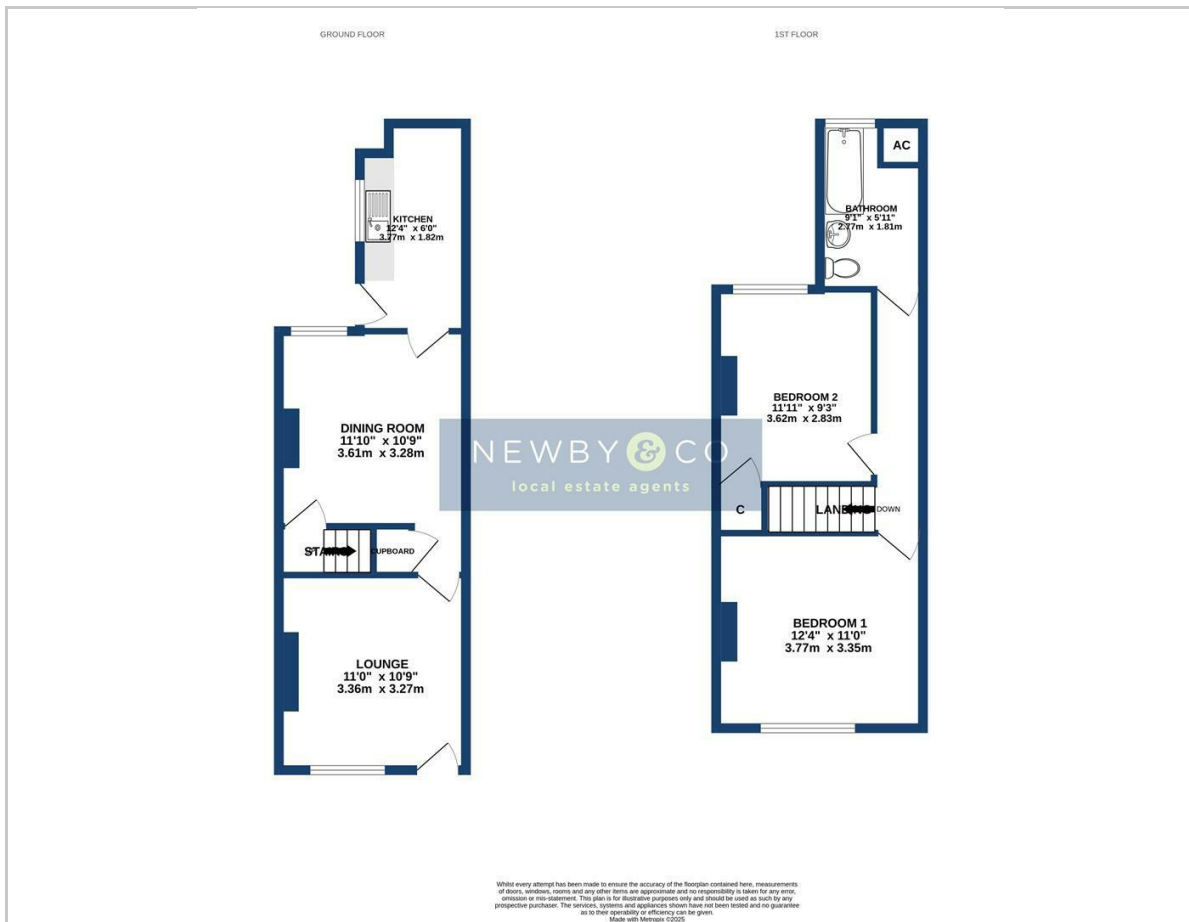 GROUND FLOOR
1ST FLOOR
KITCHEN
12'4" x 6'0"
3.77m x 1.82m
AC
BATHROOM
9'1" x 5'11"
2.77m x 1.81m
BEDROOM 2
11'11" x 9'3"
3.62m x 2.83m
DINING ROOM
11'10" x 10'9"
3.61m x 3.28m
NEWBY & CO
local estate agents
C
LANDING
DOWN
STAIRS
CUPBOARD
BEDROOM 1
12'4" x 11'0"
3.77m x 3.35m
LOUNGE
11'0" x 10'9"
3.36m x 3.27m
Whilst every attempt has been made to ensure the accuracy of the floorplan contained here, measurements
of doors, windows, rooms and any other items are approximate and no responsibility is taken for any error,
omission or mis-statement. This plan is for illustrative purposes only and should be used as such by any
prospective purchaser. The services, systems and appliances shown have not been tested and no guarantee
as to their operability or efficiency can be given.
Made with Metropix ©2025